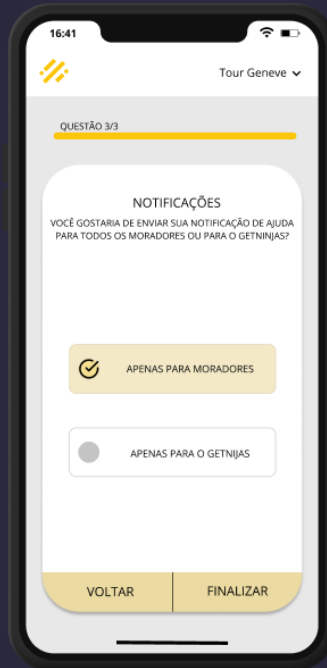 16:41
Tour Geneve
QUESTÃO 3/3
NOTIFICAÇÕES
VOCÊ GOSTARIA DE ENVIAR SUA NOTIFICAÇÃO DE AJUDA
PARA TODOS OS MORADORES OU PARA O GETNINJAS?
APENAS PARA MORADORES
APENAS PARA O GETNIJAS
VOLTAR
FINALIZAR